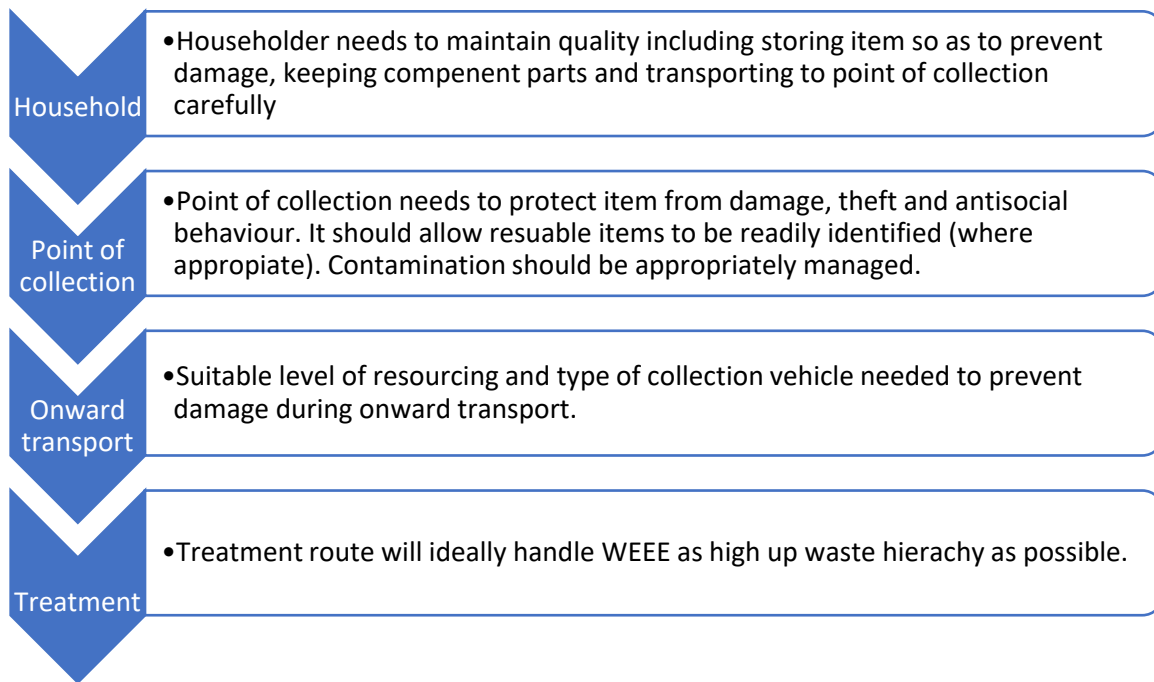 Household
•Householder needs to maintain quality including storing item so as to prevent
damage, keeping compenent parts and transporting to point of collection
carefully
Point of
collection
•Point of collection needs to protect item from damage, theft and antisocial
behaviour. It should allow resuable items to be readily identified (where
appropiate). Contamination should be appropriately managed.
Onward
transport
•Suitable level of resourcing and type of collection vehicle needed to prevent
damage during onward transport.
Treatment
•Treatment route will ideally handle WEEE as high up waste hierachy as possible.